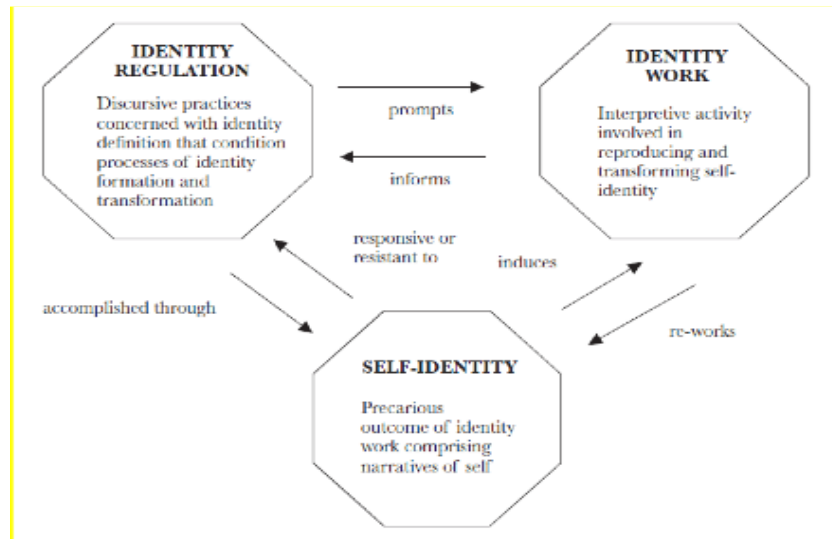 IDENTITY
REGULATION
Discursive practices
concerned with identity
definition that condition
processes of identity
formation and
transformation
prompts
informs
IDENTITY
WORK
Interpretive activity
involved in
reproducing and
transforming self-
identity
responsive or
resistant to
induces
accomplished through
re-works
SELF-IDENTITY
Precarious
outcome of identity
work comprising
narratives of self